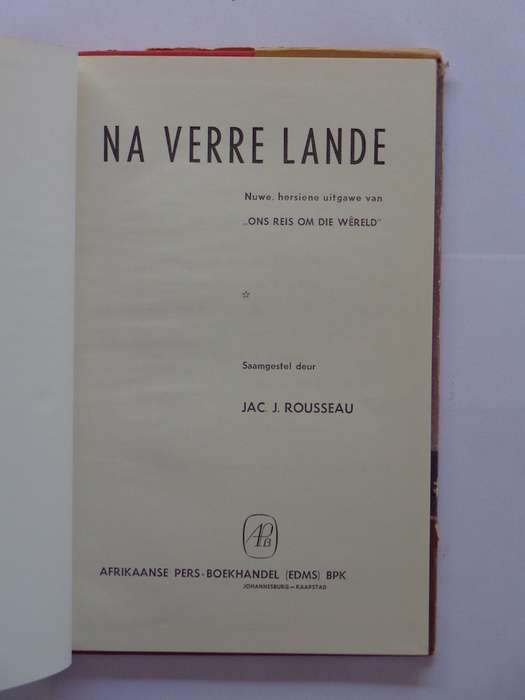 NA VERRE LANDE
Nuwe, hersiene uitgawe van
„ONS REIS OM DIE WÊRELD”
Saamgestel deur
JAC. J. ROUSSEAU
APB
AFRIKAANSE PERS-BOEKHANDEL (EDMS) BPK
JOHANNESBURG — KAAPSTAD